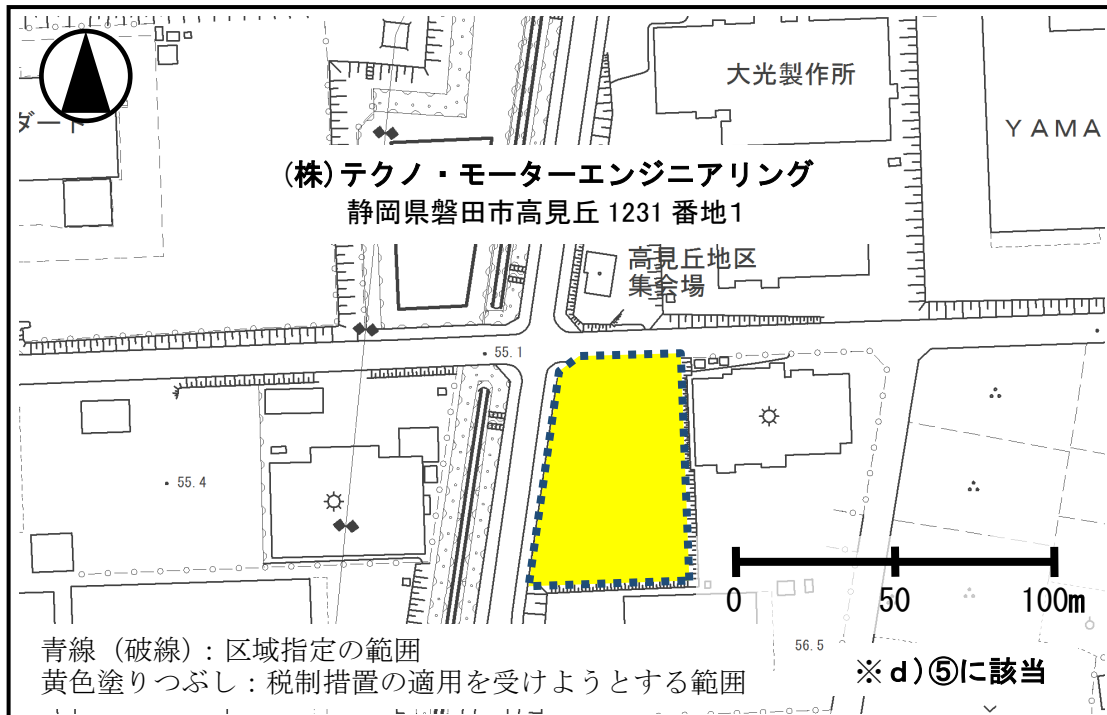 大光製作所
ダート
YAMA
(株)テクノ・モーターエンジニアリング
静岡県磐田市高見丘 1231 番地1
高見丘地区
集会場
55.1
55.4
0 50 100m
56.5
青線（破線）: 区域指定の範囲
黄色塗りつぶし：税制措置の適用を受けようとする範囲
※ｄ)⑤に該当